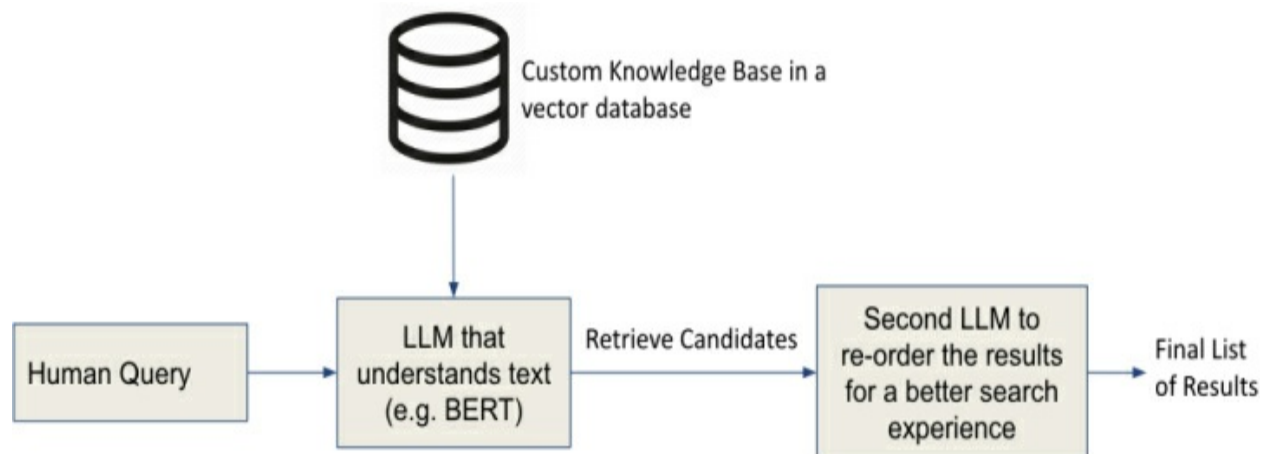 Custom Knowledge Base in a
vector database
Human Query
LLM that
understands text
(e.g. BERT)
Retrieve Candidates
Second LLM to
re-order the results
for a better search
experience
Final List
of Results